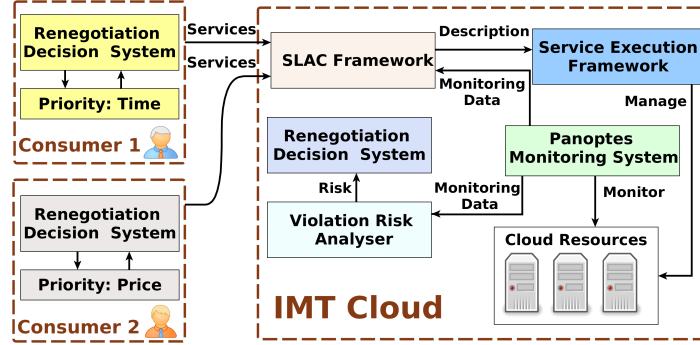 Renegotiation
Decision System
Priority: Time
Consumer 1
Renegotiation
Decision System
Priority: Price
Consumer 2
Services
Services
SLAC Framework
Description
Service Execution
Framework
Monitoring
Data
Manage
Renegotiation
Decision System
Panoptes
Monitoring System
Risk
Monitoring
Data
Monitor
Violation Risk
Analyser
Cloud Resources
IMT Cloud